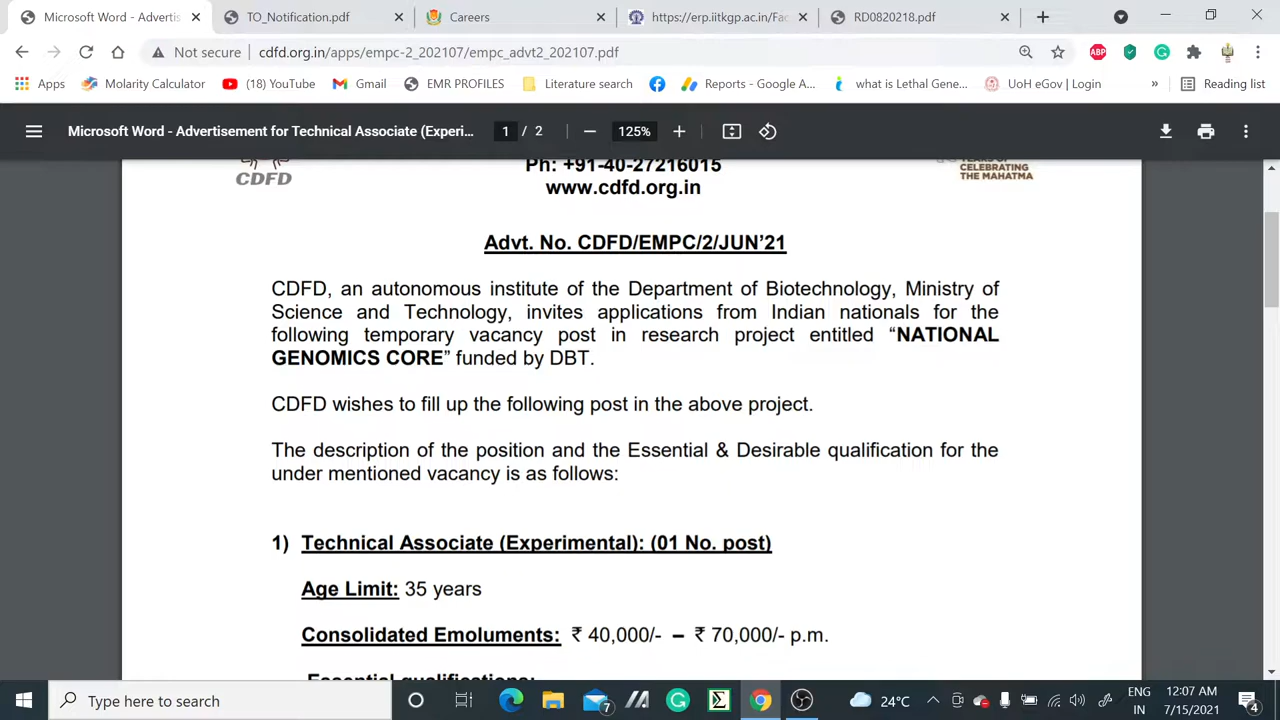 Microsoft Word - Advertis
TO_Notification.pdf
Careers
https://erp.iitkgp.ac.in/Fac
RD0820218.pdf
Not secure
cdfd.org.in/apps/empc-2_202107/empc_advt2_202107.pdf
ABP
Apps
Molarity Calculator
(18) YouTube
Gmail
EMR PROFILES
Literature search
Reports - Google A...
what is Lethal Gene...
UoH eGov | Login
»
Reading list
Microsoft Word - Advertisement for Technical Associate (Experi...
1 / 2
125%
Ph: +91-40-27216015
www.cdfd.org.in
CDFD
CELEBRATING
THE MAHATMA
Advt. No. CDFD/EMPC/2/JUN’21
CDFD, an autonomous institute of the Department of Biotechnology, Ministry of
Science and Technology, invites applications from Indian nationals for the
following temporary vacancy post in research project entitled “NATIONAL
GENOMICS CORE” funded by DBT.
CDFD wishes to fill up the following post in the above project.
The description of the position and the Essential & Desirable qualification for the
under mentioned vacancy is as follows:
1) Technical Associate (Experimental): (01 No. post)
Age Limit: 35 years
Consolidated Emoluments: ₹ 40,000/- – ₹ 70,000/- p.m.
Essential qualifications:
Type here to search
7
24°C
ENG
IN
12:07 AM
7/15/2021
4